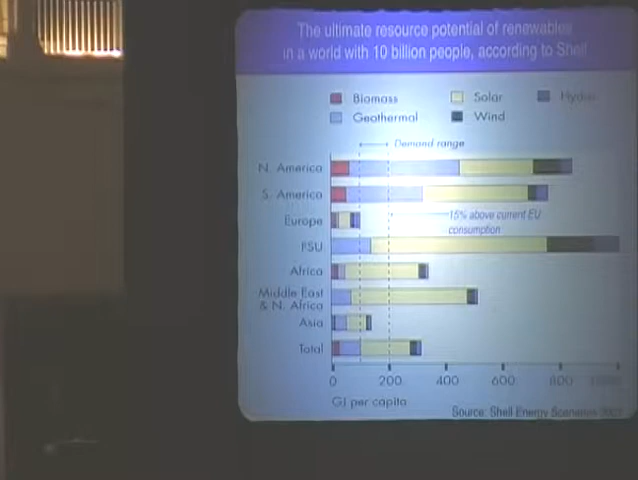 The ultimate resource potential of renewables
in a world with 10 billion people, according to Shell
Biomass
Solar
Hydro
Geothermal
Wind
Demand range
N. America
S. America
Europe
15% above current EU
consumption
FSU
Africa
Middle East
& N. Africa
Asia
Total
0 200 400 600 800 1000
GJ per capita
Source: Shell Energy Scenarios